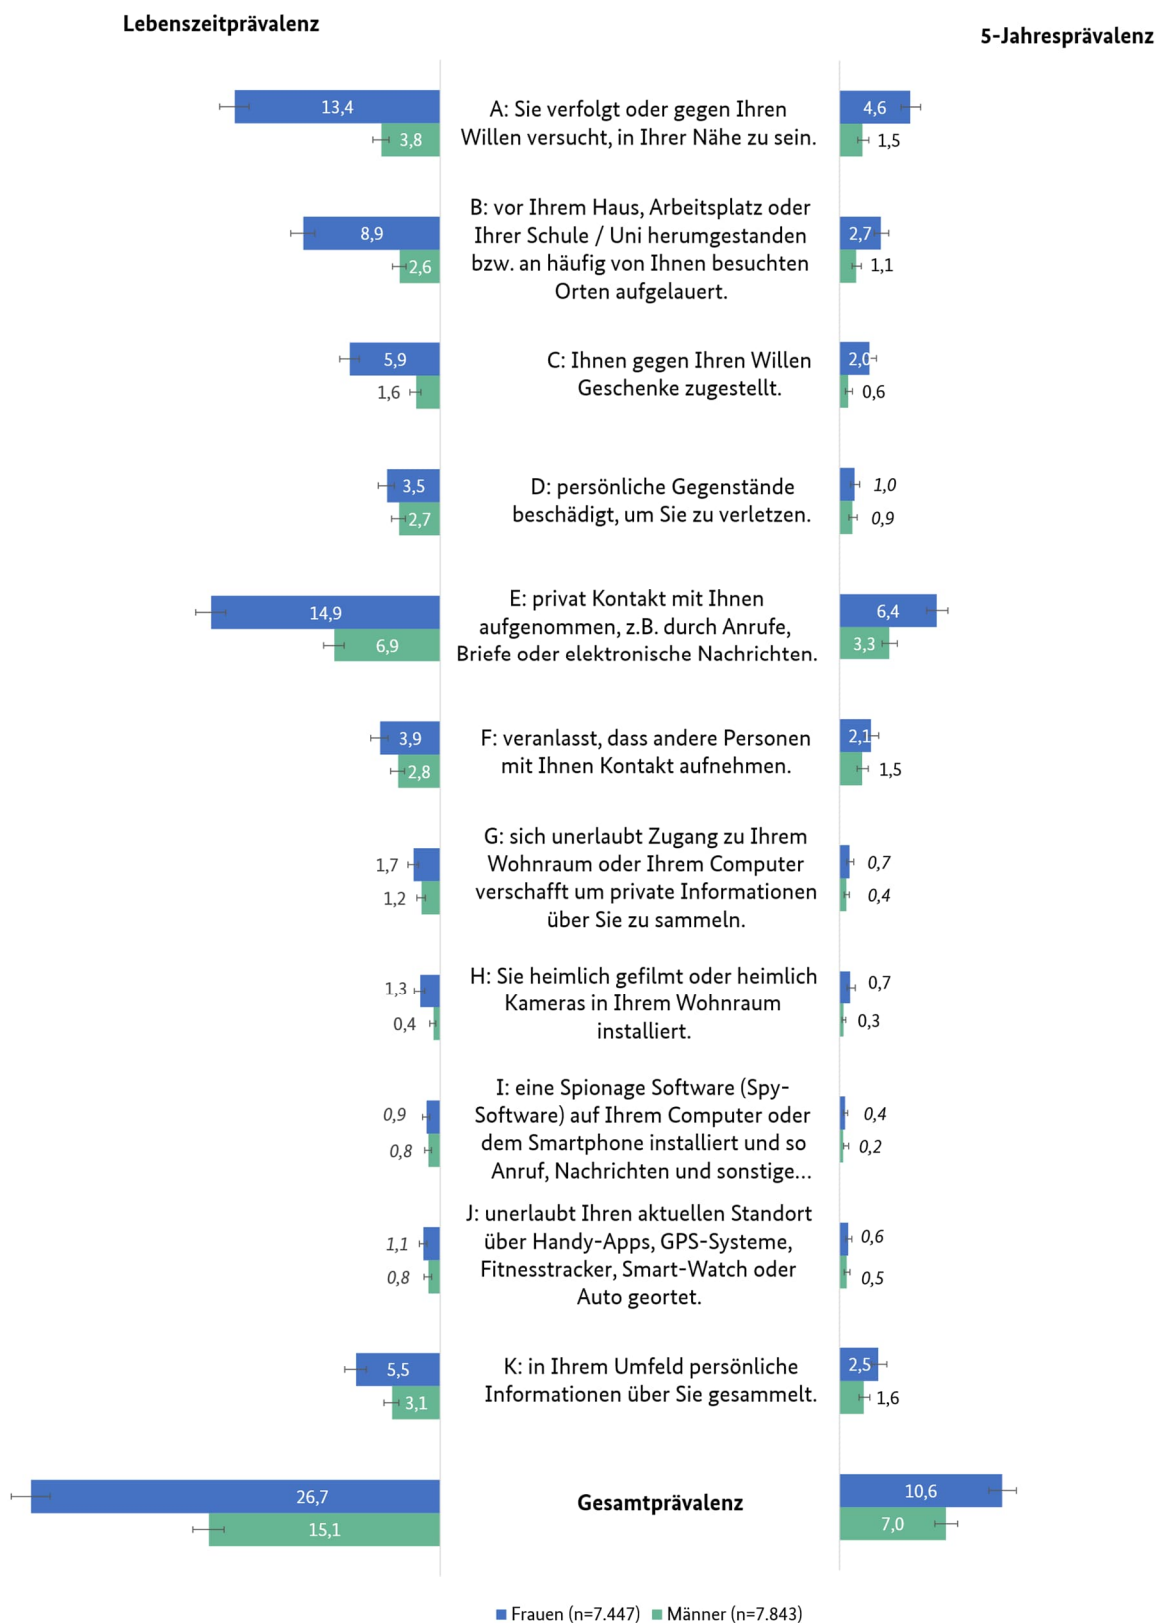 Lebenszeitprävalenz
5-Jahresprävalenz
13,4
3,8
A: Sie verfolgt oder gegen Ihren
Willen versucht, in Ihrer Nähe zu sein.
4,6
1,5
8,9
2,6
B: vor Ihrem Haus, Arbeitsplatz oder
Ihrer Schule / Uni herumgestanden
bzw. an häufig von Ihnen besuchten
Orten aufgelauert.
2,7
1,1
5,9
1,6
C: Ihnen gegen Ihren Willen
Geschenke zugestellt.
2,0
0,6
3,5
2,7
D: persönliche Gegenstände
beschädigt, um Sie zu verletzen.
1,0
0,9
14,9
6,9
E: privat Kontakt mit Ihnen
aufgenommen, z.B. durch Anrufe,
Briefe oder elektronische Nachrichten.
6,4
3,3
3,9
2,8
F: veranlasst, dass andere Personen
mit Ihnen Kontakt aufnehmen.
2,1
1,5
1,7
1,2
G: sich unerlaubt Zugang zu Ihrem
Wohnraum oder Ihrem Computer
verschafft um private Informationen
über Sie zu sammeln.
0,7
0,4
1,3
0,4
H: Sie heimlich gefilmt oder heimlich
Kameras in Ihrem Wohnraum
installiert.
0,7
0,3
0,9
0,8
I: eine Spionage Software (Spy-
Software) auf Ihrem Computer oder
dem Smartphone installiert und so
Anruf, Nachrichten und sonstige...
0,4
0,2
1,1
0,8
J: unerlaubt Ihren aktuellen Standort
über Handy-Apps, GPS-Systeme,
Fitnesstracker, Smart-Watch oder
Auto geortet.
0,6
0,5
5,5
3,1
K: in Ihrem Umfeld persönliche
Informationen über Sie gesammelt.
2,5
1,6
26,7
15,1
Gesamtprävalenz
10,6
7,0
Frauen (n=7.447) Männer (n=7.843)